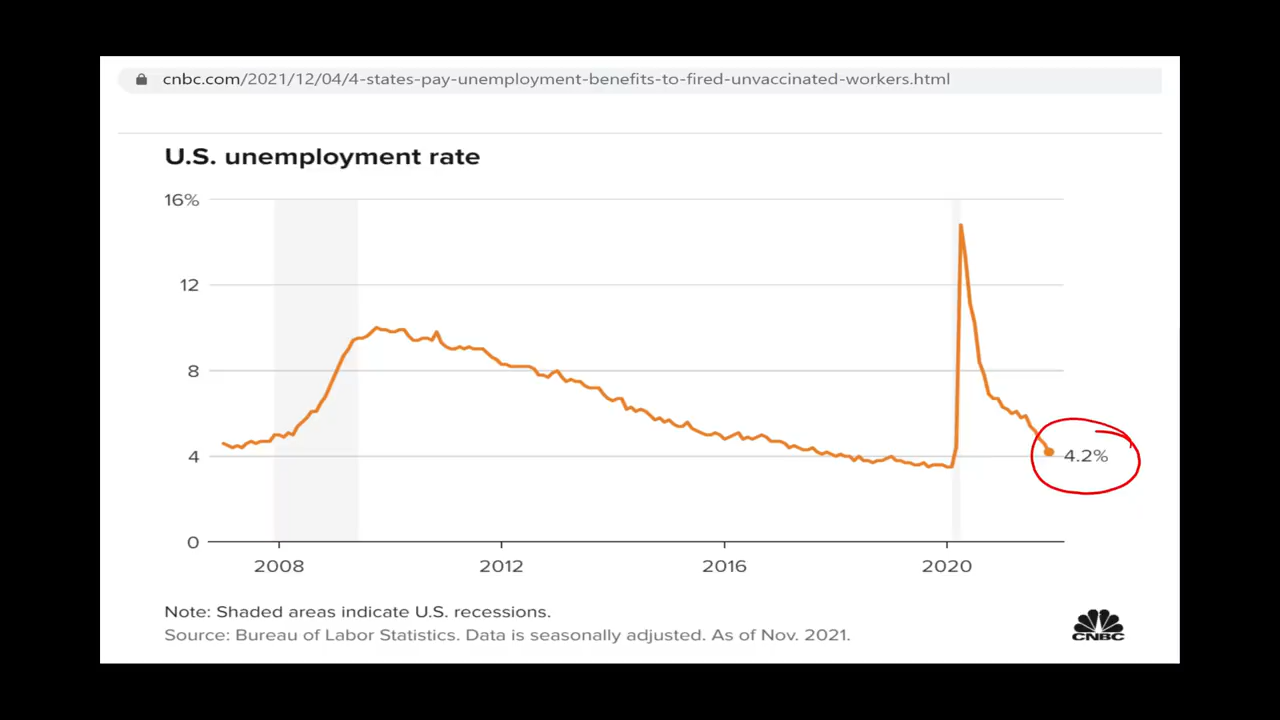 cnbc.com/2021/12/04/4-states-pay-unemployment-benefits-to-fired-unvaccinated-workers.html
U.S. unemployment rate
16%
12
8
4
0
4.2%
2008 2012 2016 2020
Note: Shaded areas indicate U.S. recessions.
Source: Bureau of Labor Statistics. Data is seasonally adjusted. As of Nov. 2021.
CNBC